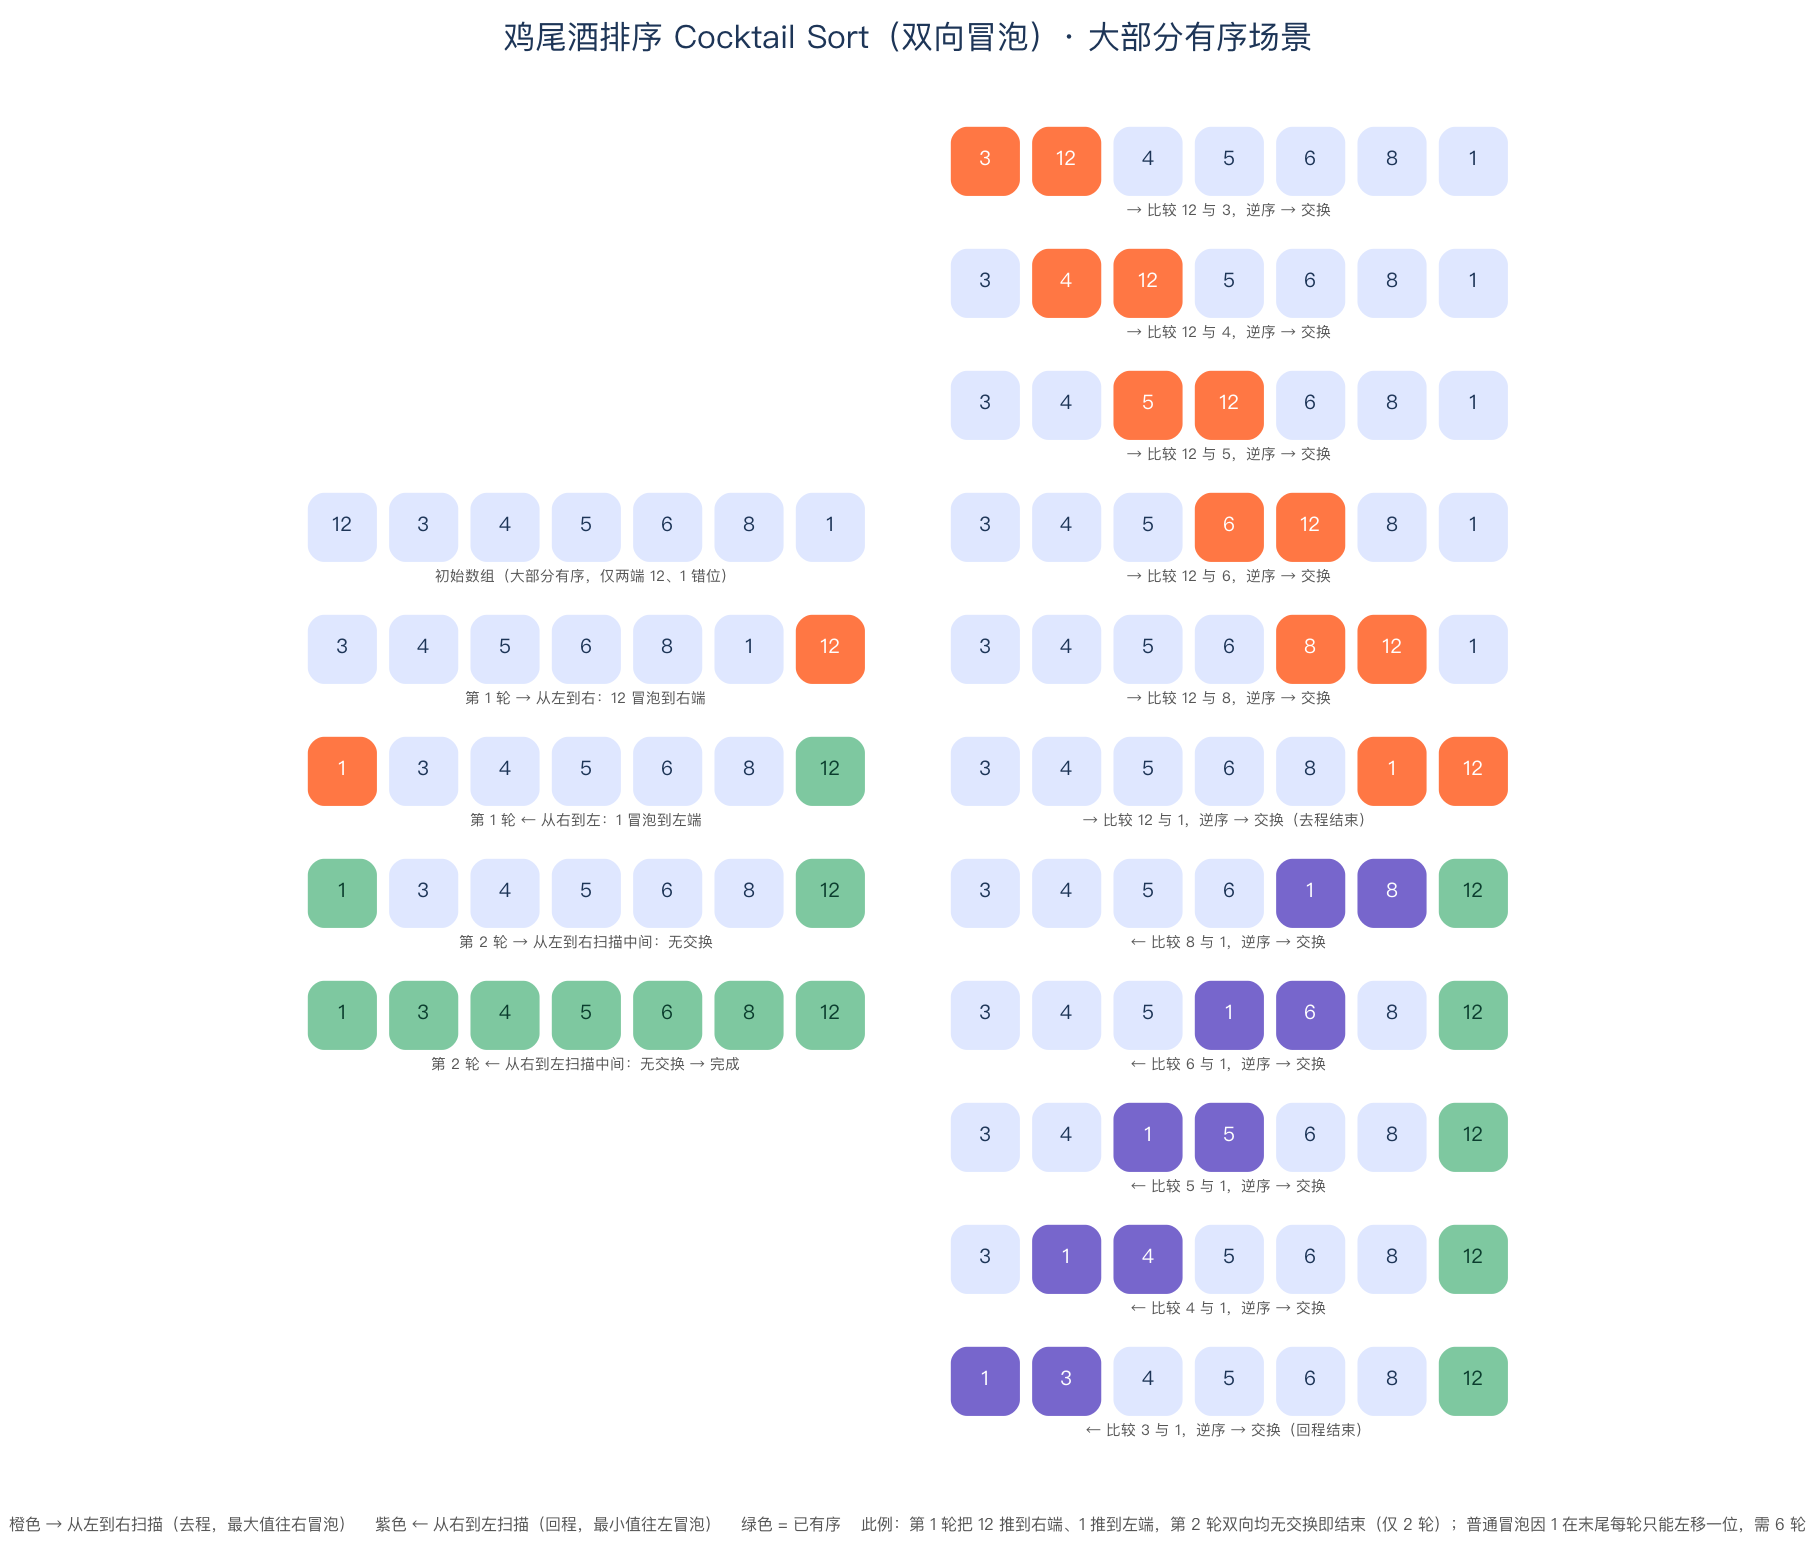 鸡尾酒排序 Cocktail Sort（双向冒泡）· 大部分有序场景
12 3 4 5 6 8 1
初始数组（大部分有序，仅两端 12、1 错位）
3 4 5 6 8 1 12
第 1 轮 → 从左到右：12 冒泡到右端
1 3 4 5 6 8 12
第 1 轮 ← 从右到左：1 冒泡到左端
1 3 4 5 6 8 12
第 2 轮 → 从左到右扫描中间：无交换
1 3 4 5 6 8 12
第 2 轮 ← 从右到左扫描中间：无交换 → 完成
3 12 4 5 6 8 1
→ 比较 12 与 3，逆序 → 交换
3 4 12 5 6 8 1
→ 比较 12 与 4，逆序 → 交换
3 4 5 12 6 8 1
→ 比较 12 与 5，逆序 → 交换
3 4 5 6 12 8 1
→ 比较 12 与 6，逆序 → 交换
3 4 5 6 8 12 1
→ 比较 12 与 8，逆序 → 交换
3 4 5 6 8 1 12
→ 比较 12 与 1，逆序 → 交换（去程结束）
3 4 5 6 1 8 12
← 比较 8 与 1，逆序 → 交换
3 4 5 1 6 8 12
← 比较 6 与 1，逆序 → 交换
3 4 1 5 6 8 12
← 比较 5 与 1，逆序 → 交换
3 1 4 5 6 8 12
← 比较 4 与 1，逆序 → 交换
1 3 4 5 6 8 12
← 比较 3 与 1，逆序 → 交换（回程结束）
橙色 → 从左到右扫描（去程，最大值往右冒泡） 紫色 ← 从右到左扫描（回程，最小值往左冒泡） 绿色 = 已有序 此例：第 1 轮把 12 推到右端、1 推到左端，第 2 轮双向均无交换即结束（仅 2 轮）；普通冒泡因 1 在末尾每轮只能左移一位，需 6 轮